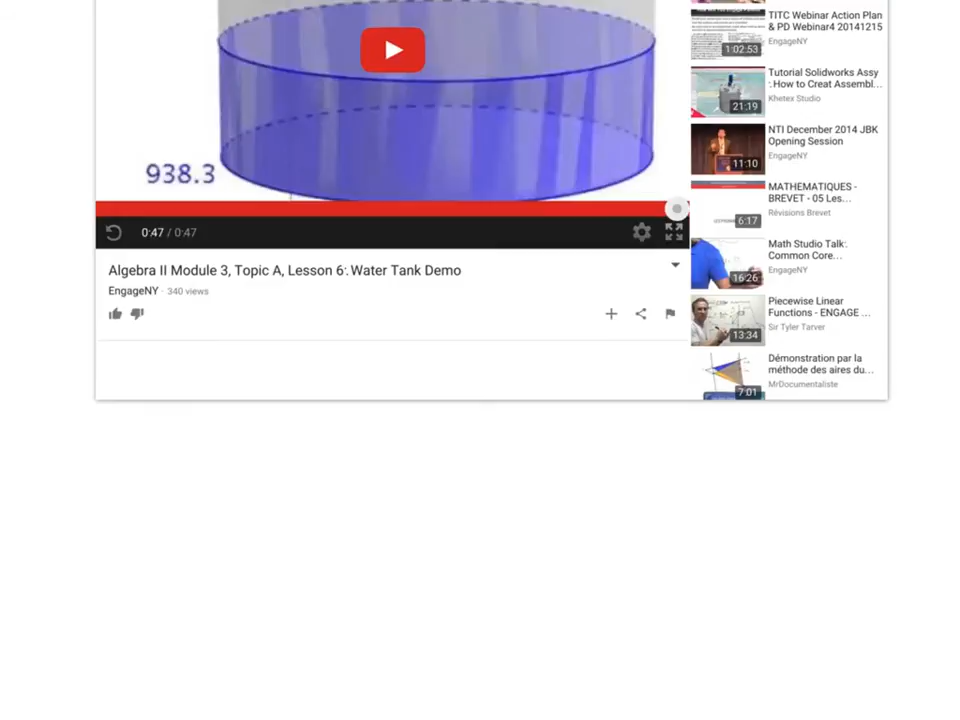 938.3
0:47 / 0:47
Algebra II Module 3, Topic A, Lesson 6:. Water Tank Demo
EngageNY · 340 views
TITC Webinar Action Plan
& PD Webinar4 20141215
EngageNY
1:02:53
Tutorial Solidworks Assy
:.How to Creat Assembl...
Khetex Studio
21:19
NTI December 2014 JBK
Opening Session
EngageNY
11:10
MATHEMATIQUES -
BREVET - 05 Les...
Révisions Brevet
6:17
Math Studio Talk:.
Common Core...
EngageNY
16:26
Piecewise Linear
Functions - ENGAGE ...
Sir Tyler Tarver
13:34
Démonstration par la
méthode des aires du...
MrDocumentaliste
7:01